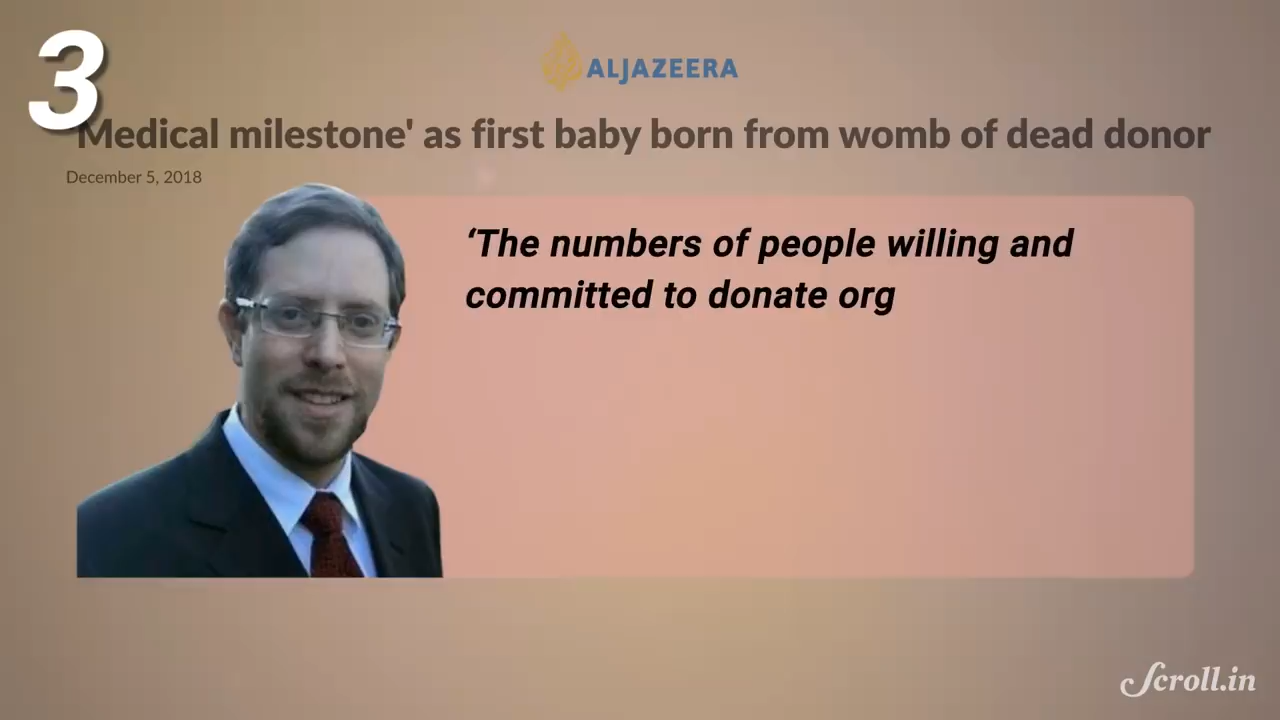 3
ALJAZEERA
'Medical milestone' as first baby born from womb of dead donor
December 5, 2018
‘The numbers of people willing and
committed to donate org
Scroll.in